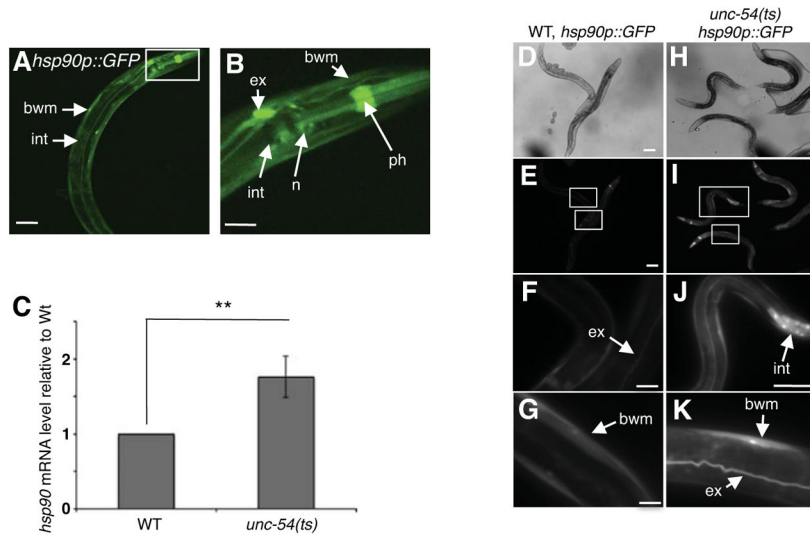 A hsp90p::GFP
bwm
int
B
ex
bwm
int
n
ph
C
**
hsp90 mRNA level relative to Wt
2
1
0
WT
unc-54(ts)
WT, hsp90p::GFP
unc-54(ts)
hsp90p::GFP
D
H
E
I
F
ex
J
int
G
bwm
K
bwm
ex